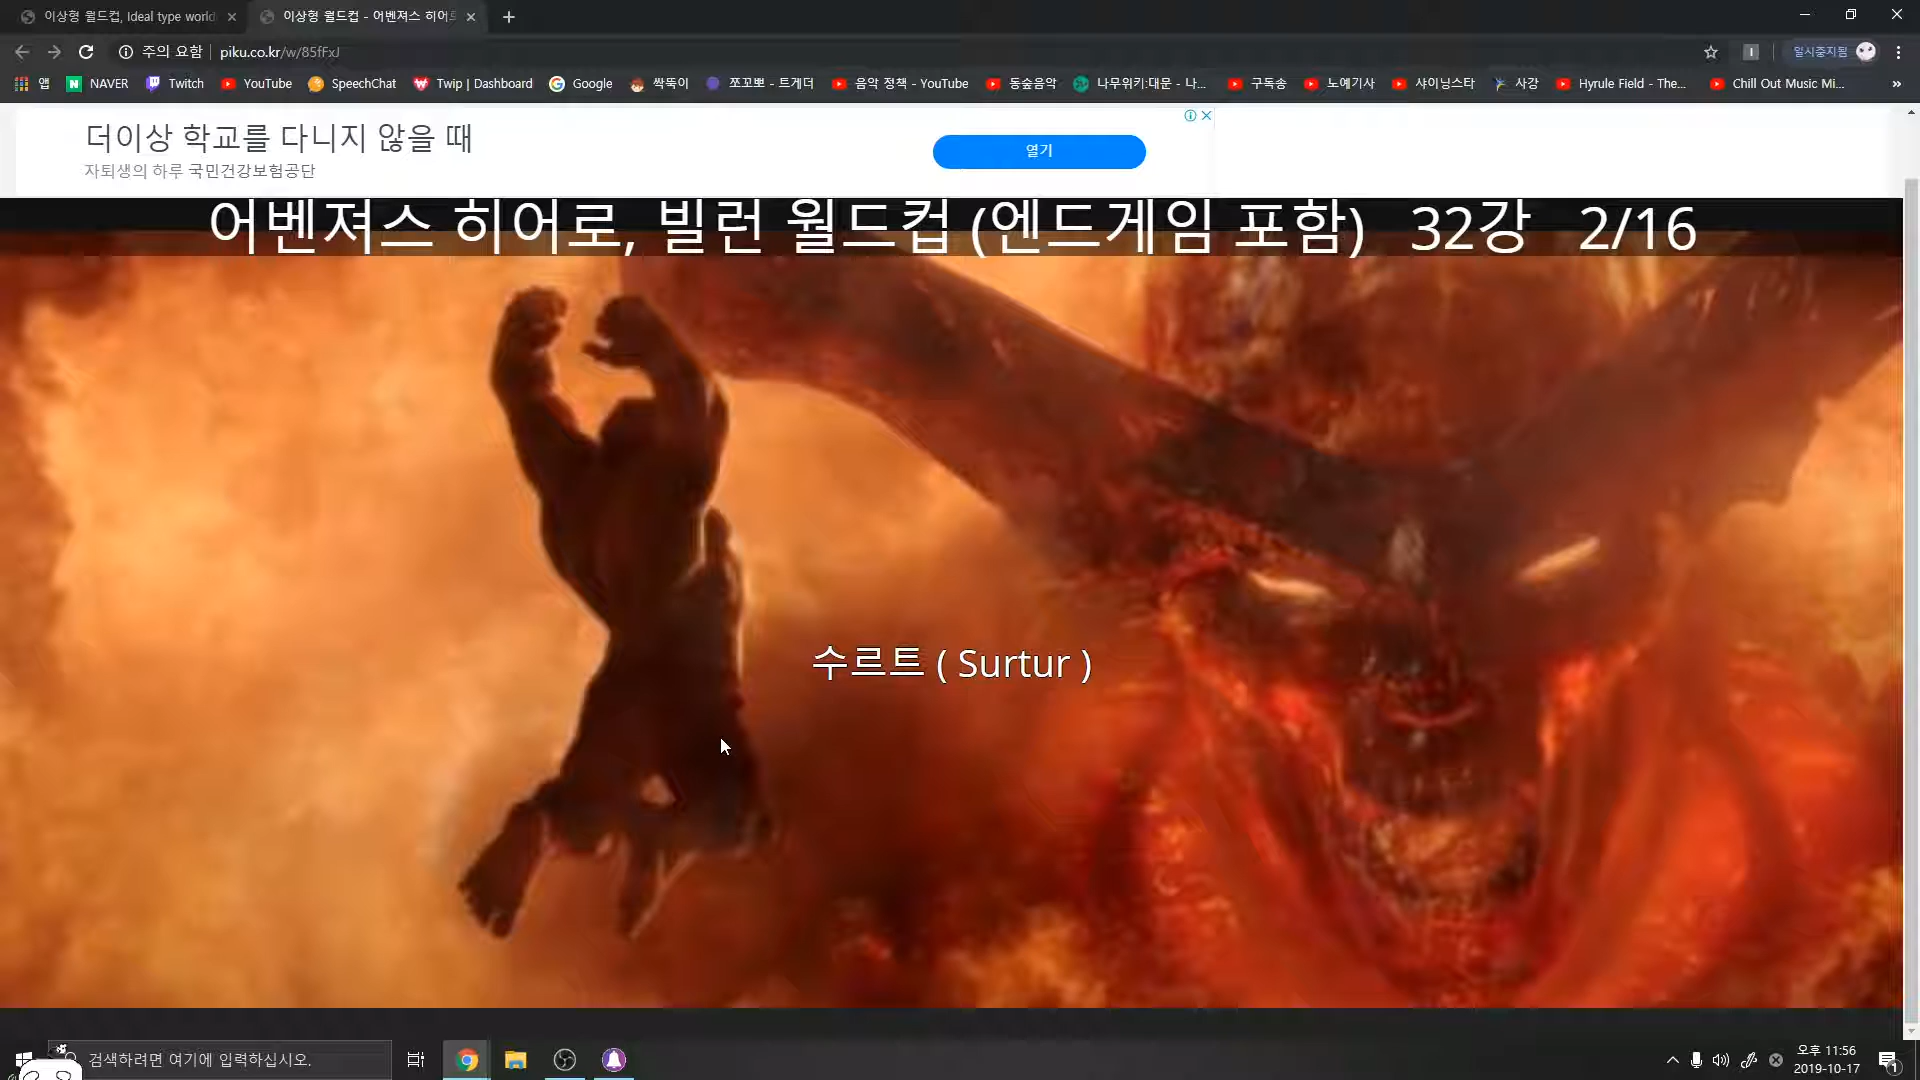 이상형 월드컵, Ideal type world
이상형 월드컵 - 어벤져스 히어로
주의 요함 piku.co.kr/w/85fFxJ
일시중지됨
앱 NAVER Twitch YouTube SpeechChat Twip | Dashboard Google 싹뚝이 쪼꼬뽀 - 트게더 음악 정책 - YouTube 동숲음악 나무위키:대문 - 나... 구독송 노예기사 샤이닝스타 사강 Hyrule Field - The... Chill Out Music Mi... »
더이상 학교를 다니지 않을 때
자퇴생의 하루 국민건강보험공단
열기
어벤져스 히어로, 빌런 월드컵 (엔드게임 포함) 32강 2/16
수르트 ( Surtur )
검색하려면 여기에 입력하십시오.
오후 11:56
2019-10-17
1